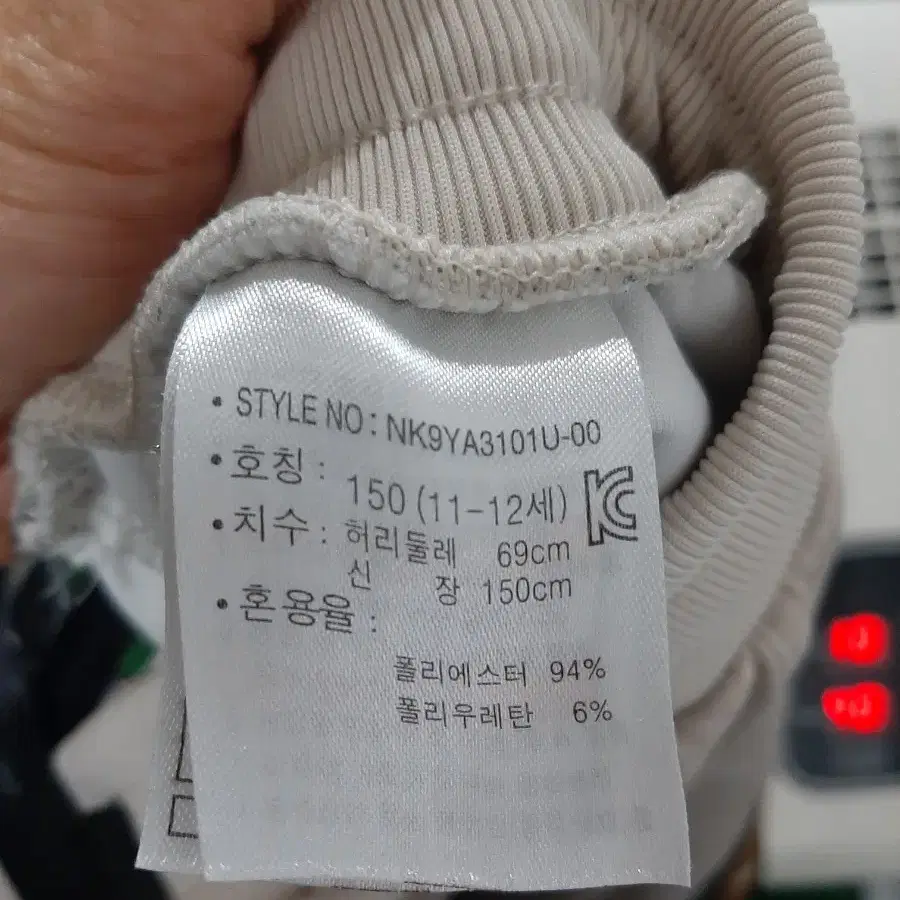 • STYLE NO : NK9YA3101U-00
• 호칭 : 150 (11-12세)
• 치수 : 허리둘레 69cm
신 장 150cm
• 혼용율 :
폴리에스터 94%
폴리우레탄 6%